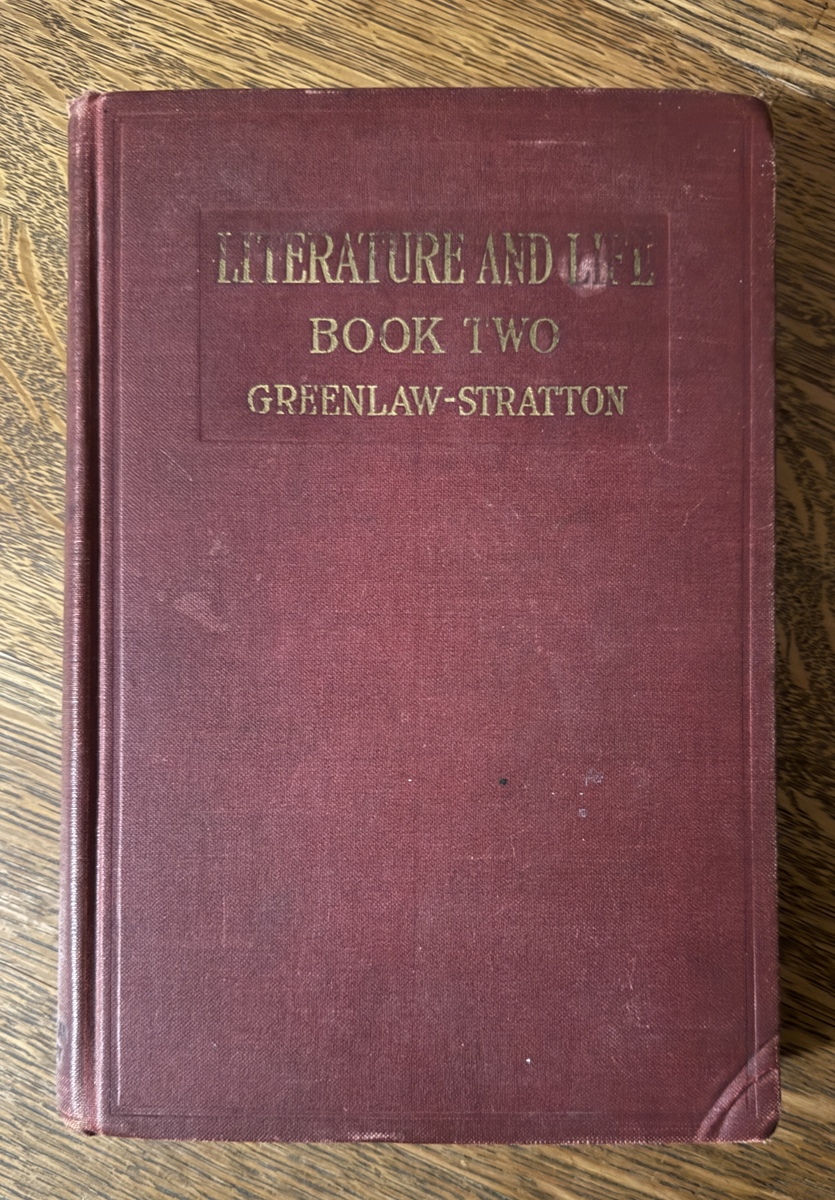 LITERATURE AND LIFE
BOOK TWO
GREENLAW-STRATTON